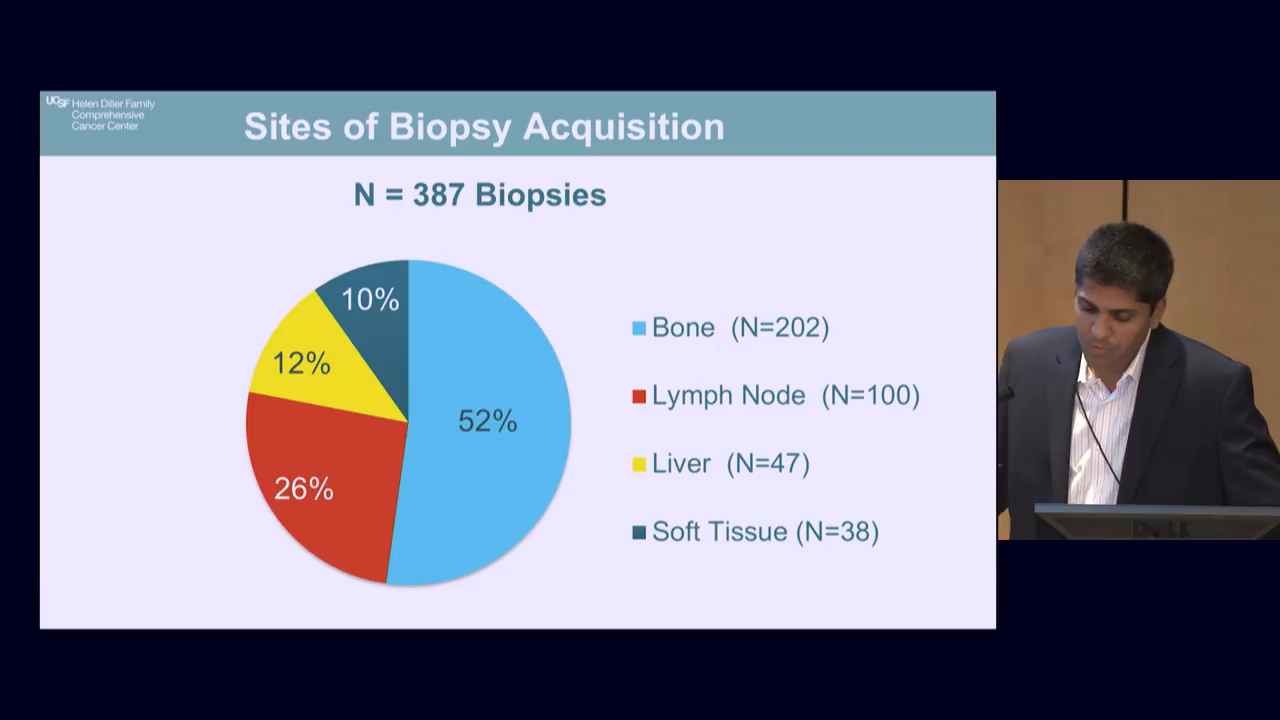 UCSF Helen Diller Family
Comprehensive
Cancer Center
Sites of Biopsy Acquisition
N = 387 Biopsies
10%
12%
52%
26%
Bone (N=202)
Lymph Node (N=100)
Liver (N=47)
Soft Tissue (N=38)